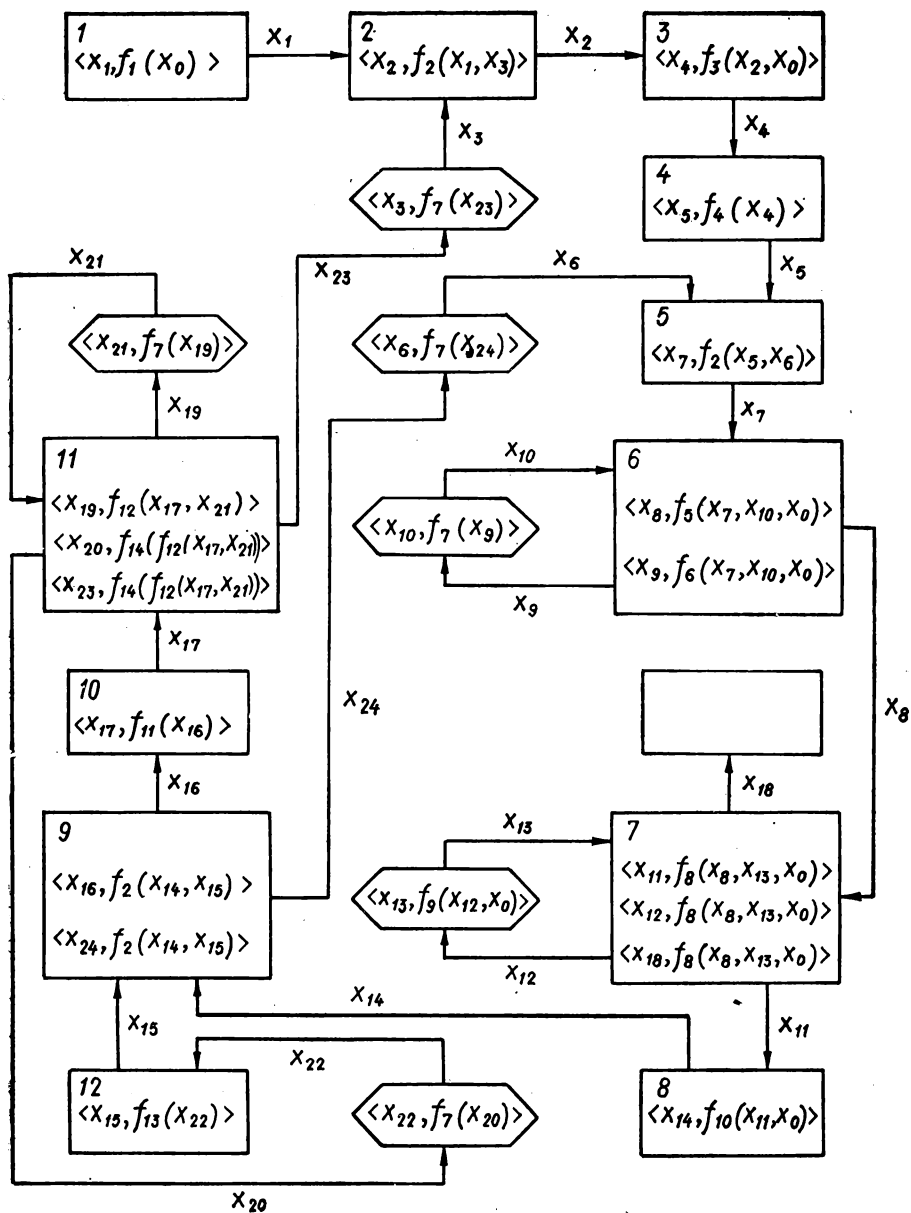 1
<x₁,f₁(x₀) >
x₁
2
<x₂,f₂(x₁,x₃)>
x₂
3
<x₄,f₃(x₂,x₀)>
x₃
x₄
<x₃,f₇(x₂₃)>
4
<x₅,f₄(x₄) >
x₂₁
x₂₃
x₆
x₅
<x₂₁,f₇(x₁₉)>
<x₆,f₇(x₂₄)>
5
<x₇,f₂(x₅,x₆)>
x₁₉
x₇
11
<x₁₉,f₁₂(x₁₇,x₂₁) >
<x₂₀,f₁₄(f₁₂(x₁₇,x₂₁))>
<x₂₃,f₁₄(f₁₂(x₁₇,x₂₁))>
x₁₀
<x₁₀,f₇(x₉)>
x₉
6
<x₈,f₅(x₇,x₁₀,x₀)>
<x₉,f₆(x₇,x₁₀,x₀)>
x₁₇
10
<x₁₇,f₁₁(x₁₆)>
x₂₄
x₈
x₁₆
x₁₈
9
<x₁₆,f₂(x₁₄,x₁₅) >
<x₂₄,f₂(x₁₄,x₁₅) >
x₁₃
<x₁₃,f₉(x₁₂,x₀)>
x₁₂
7
<x₁₁,f₈(x₈,x₁₃,x₀)>
<x₁₂,f₈(x₈,x₁₃,x₀)>
<x₁₈,f₈(x₈,x₁₃,x₀)>
x₁₅
x₁₄
x₁₁
x₂₂
12
<x₁₅,f₁₃(x₂₂)>
<x₂₂,f₇(x₂₀)>
8
<x₁₄,f₁₀(x₁₁,x₀)>
x₂₀